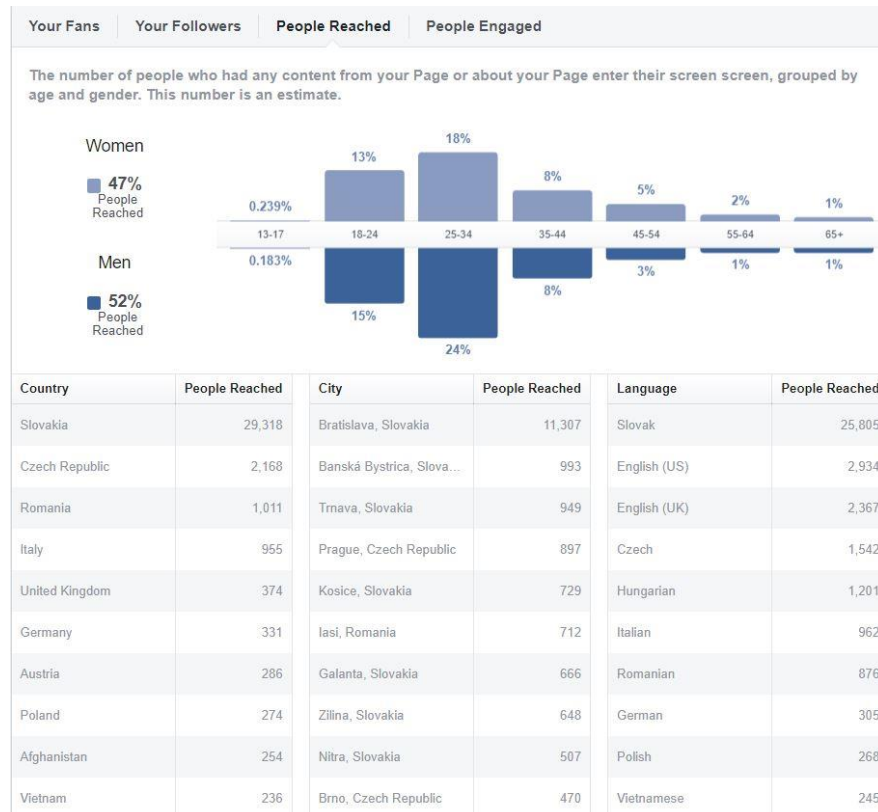 Your Fans Your Followers People Reached People Engaged
The number of people who had any content from your Page or about your Page enter their screen screen, grouped by
age and gender. This number is an estimate.
Women
47%
People
Reached
0.239% 13% 18% 8% 5% 2% 1%
13-17 18-24 25-34 35-44 45-54 55-64 65+
Men
52%
People
Reached
0.183% 15% 24% 8% 3% 1% 1%
Country People Reached City People Reached Language People Reached
Slovakia 29,318 Bratislava, Slovakia 11,307 Slovak 25,805
Czech Republic 2,168 Banská Bystrica, Slova... 993 English (US) 2,934
Romania 1,011 Trnava, Slovakia 949 English (UK) 2,367
Italy 955 Prague, Czech Republic 897 Czech 1,542
United Kingdom 374 Kosice, Slovakia 729 Hungarian 1,201
Germany 331 Iasi, Romania 712 Italian 962
Austria 286 Galanta, Slovakia 666 Romanian 876
Poland 274 Zilina, Slovakia 648 German 305
Afghanistan 254 Nitra, Slovakia 507 Polish 268
Vietnam 236 Brno, Czech Republic 470 Vietnamese 245